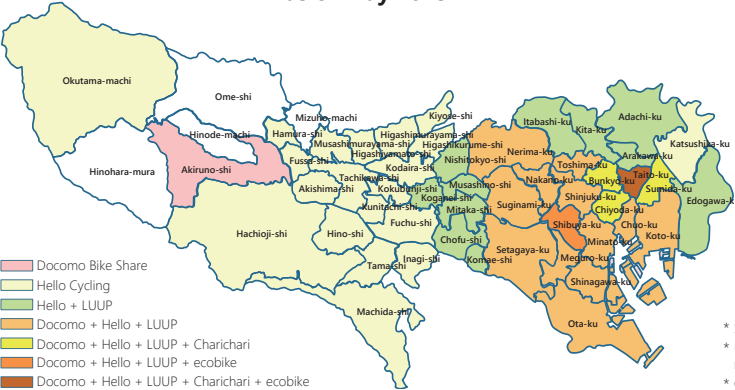 Okutama-machi
Ome-shi
Mizuho-machi
Kiyose-shi
Hinode-machi
Hamura-shi
Musashimurayama-shi
Higashimurayama-shi
Higashiyamato-shi
Higashikurume-shi
Fussa-shi
Kodaira-shi
Nishitokyo-shi
Hinohara-mura
Akiruno-shi
Akishima-shi
Tachikawa-shi
Kokubunji-shi
Koganei-shi
Musashino-shi
Mitaka-shi
Kunitachi-shi
Fuchu-shi
Hachioji-shi
Hino-shi
Chofu-shi
Komae-shi
Tama-shi
Inagi-shi
Machida-shi
Itabashi-ku
Kita-ku
Adachi-ku
Katsushika-ku
Nerima-ku
Toshima-ku
Arakawa-ku
Nakano-ku
Bunkyo-ku
Taito-ku
Sumida-ku
Edogawa-k
Suginami-ku
Shinjuku-ku
Chiyoda-ku
Shibuya-ku
Chuo-ku
Koto-ku
Minato-ku
Setagaya-ku
Meguro-ku
Shinagawa-ku
Ota-ku
Docomo Bike Share
Hello Cycling
Hello + LUUP
Docomo + Hello + LUUP
Docomo + Hello + LUUP + Charichari
Docomo + Hello + LUUP + ecobike
Docomo + Hello + LUUP + Charichari + ecobike
*
*
*